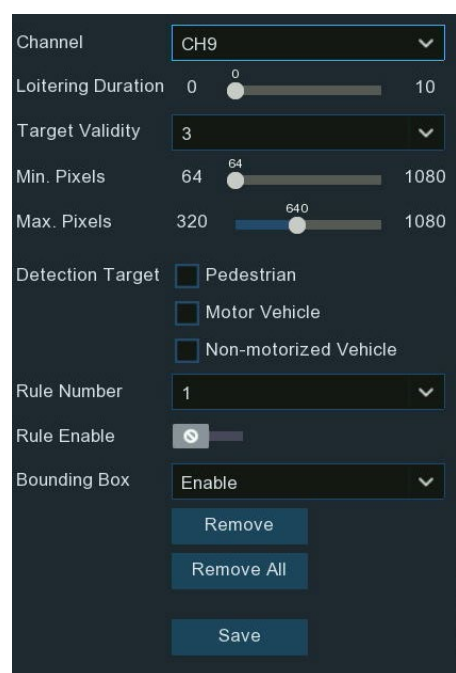 Channel CH9
0
Loitering Duration 0 10
Target Validity 3
64
Min. Pixels 64 1080
640
Max. Pixels 320 1080
Detection Target Pedestrian
Motor Vehicle
Non-motorized Vehicle
Rule Number 1
Rule Enable
Bounding Box Enable
Remove
Remove All
Save